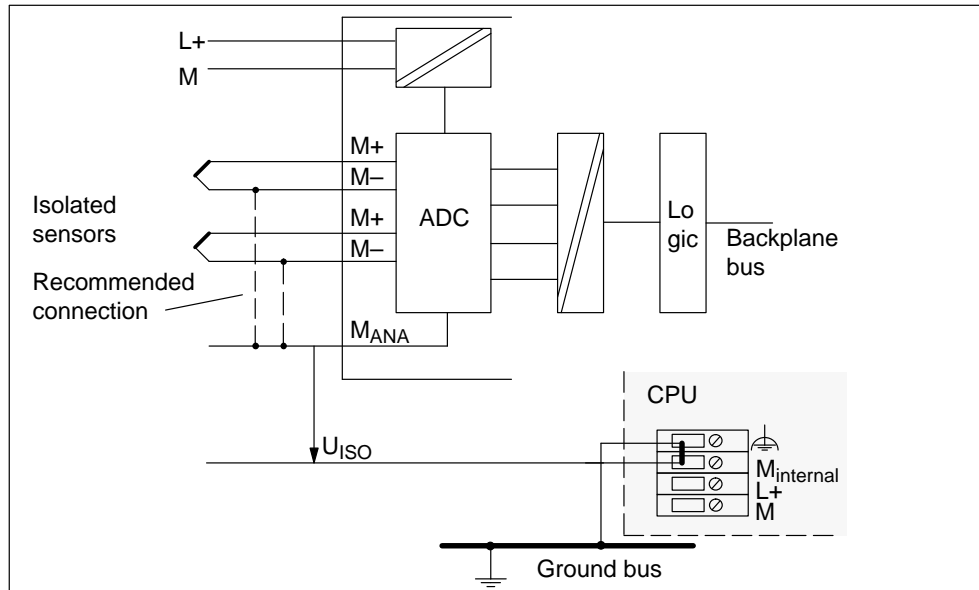 L+
M
M+
M–
M+
M–
Isolated
sensors
Recommended
connection
ADC
Lo
gic
Backplane
bus
MANA
UISO
CPU
Minternal
L+
M
Ground bus